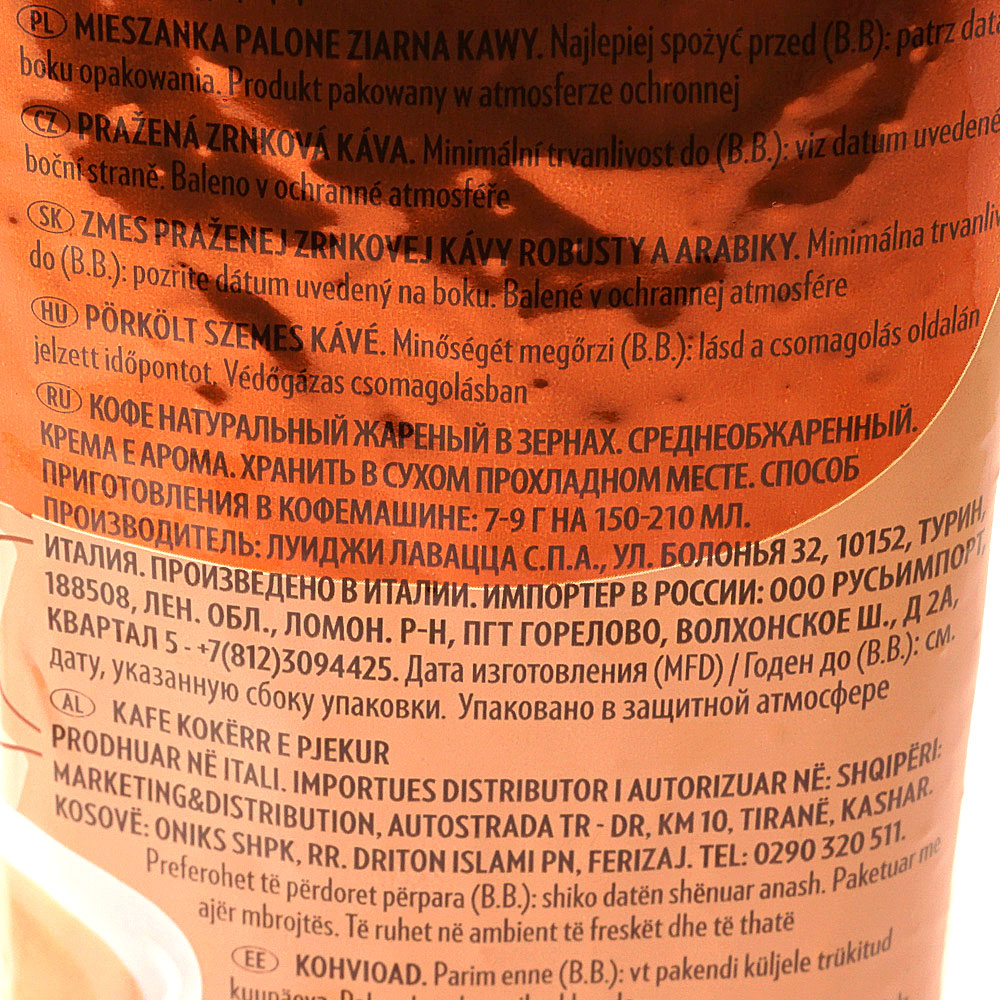 PL MIESZANKA PALONE ZIARNA KAWY. Najlepiej spożyć przed (B.B): patrz data
boku opakowania. Produkt pakowany w atmosferze ochronnej
CZ PRAŽENÁ ZRNKOVÁ KÁVA. Minimální trvanlivost do (B.B.): viz datum uvedené
boční straně. Baleno v ochranné atmosféře
SK ZMES PRAŽENEJ ZRNKOVEJ KÁVY ROBUSTY A ARABIKY. Minimálna
do (B.B.): pozrite dátum uvedený na boku. Balené v ochrannej atmosfére
HU PÖRKÖLT SZEMES KÁVÉ. Minőségét megőrzi (B.B.): lásd a csomagolás oldalán
jelzett időpontot. Védőgázas csomagolásban
RU КОФЕ НАТУРАЛЬНЫЙ ЖАРЕНЫЙ В ЗЕРНАХ. СРЕДНЕОБЖАРЕННЫЙ.
КРЕМА Е АРОМА. ХРАНИТЬ В СУХОМ ПРОХЛАДНОМ МЕСТЕ. СПОСОБ
ПРИГОТОВЛЕНИЯ В КОФЕМАШИНЕ: 7-9 Г НА 150-210 МЛ.
ПРОИЗВОДИТЕЛЬ: ЛУИДЖИ ЛАВАЦЦА С.П.А., УЛ. БОЛОНЬЯ 32, 10152, ТУРИН,
ИТАЛИЯ. ПРОИЗВЕДЕНО В ИТАЛИИ. ИМПОРТЕР В РОССИИ: ООО РУСЬИМПОРТ,
188508, ЛЕН. ОБЛ., ЛОМОН. Р-Н, ПГТ ГОРЕЛОВО, ВОЛХОНСКОЕ Ш., Д 2А,
КВАРТАЛ 5 - +7(812)3094425. Дата изготовления (MFD) / Годен до (B.B.): см.
дату, указанную сбоку упаковки. Упаковано в защитной атмосфере
AL KAFE KOKËRR E PJEKUR
PRODHUAR NË ITALI. IMPORTUES DISTRIBUTOR I AUTORIZUAR NË: SHQIPËRI:
MARKETING&DISTRIBUTION, AUTOSTRADA TR - DR, KM 10, TIRANË, KASHAR.
KOSOVË: ONIKS SHPK, RR. DRITON ISLAMI PN, FERIZAJ. TEL: 0290 320 511.
Preferohet të përdoret përpara (B.B.): shiko datën shënuar anash. Paketuar me
ajër mbrojtës. Të ruhet në ambient të freskët dhe të thatë
EE KOHVIOAD. Parim enne (B.B.): vt pakendi küljele trükitud